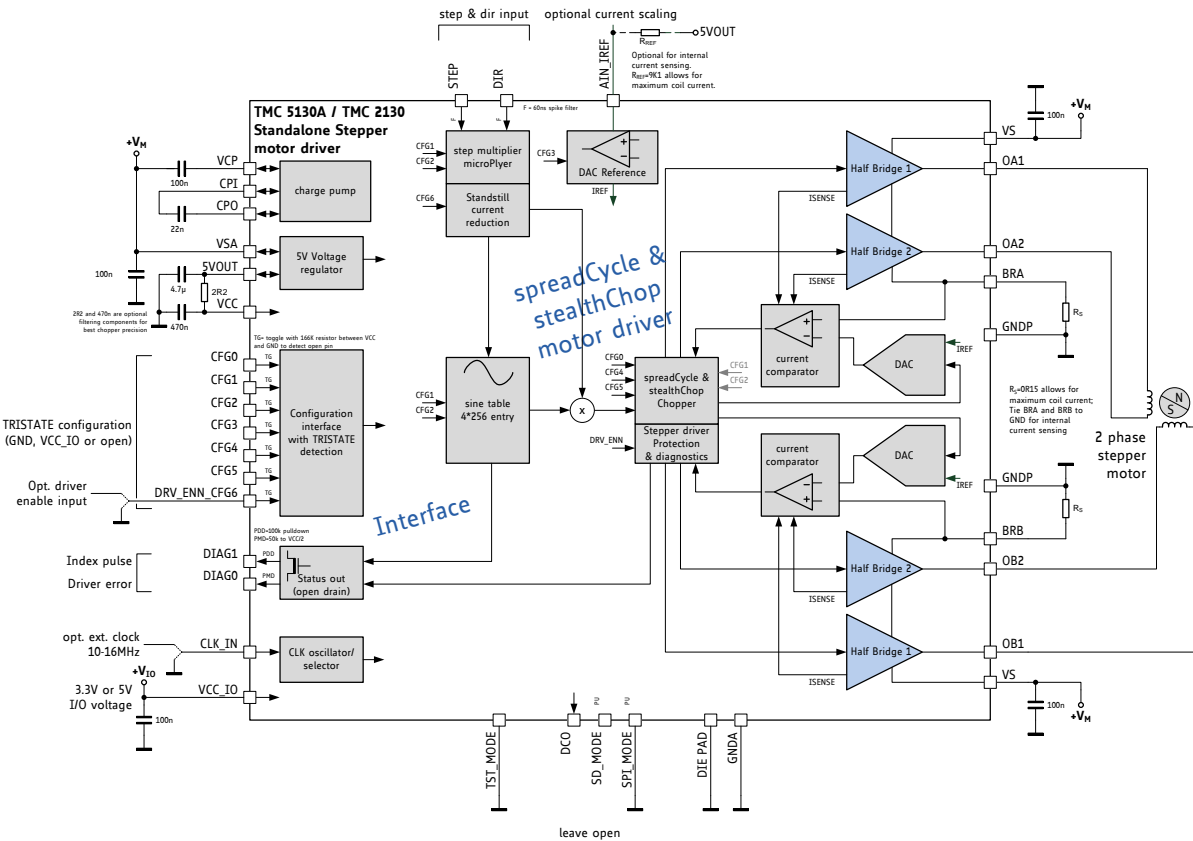 step & dir input
optional current scaling
5VOUT
RREF
Optional for internal
current sensing.
RREF=9K1 allows for
maximum coil current.
STEP
DIR
AIN_IREF
TMC 5130A / TMC 2130
Standalone Stepper
motor driver
F
F
F = 60ns spike filter
+VM
VCP
100n
CPI
CPO
22n
charge pump
CFG1
CFG2
step multiplier
microPlyer
CFG6
Standstill
current
reduction
CFG3
DAC Reference
IREF
VSA
100n
5VOUT
4.7µ
2R2
VCC
470n
2R2 and 470n are optional
filtering components for
best chopper precision
5V Voltage
regulator
TG= toggle with 166K resistor between VCC
and GND to detect open pin
spreadCycle &
stealthChop
motor driver
TRISTATE configuration
(GND, VCC_IO or open)
CFG0
TG
CFG1
TG
CFG2
TG
CFG3
TG
CFG4
TG
CFG5
TG
DRV_ENN_CFG6
TG
Opt. driver
enable input
Configuration
interface
with TRISTATE
detection
CFG1
CFG2
sine table
4*256 entry
x
CFG0
CFG4
CFG5
CFG1
CFG2
spreadCycle &
stealthChop
Chopper
DRV_ENN
Stepper driver
Protection
& diagnostics
Interface
PDD=100k pulldown
PMD=50k to VCC/2
Index pulse
Driver error
DIAG1
PDD
DIAG0
PMD
Status out
(open drain)
opt. ext. clock
10-16MHz
CLK_IN
CLK oscillator/
selector
+VIO
3.3V or 5V
I/O voltage
VCC_IO
100n
TST_MODE
DCO
PU
SD_MODE
PU
SPI_MODE
DIE PAD
GNDA
leave open
100n
+VM
VS
Half Bridge 1
OA1
ISENSE
Half Bridge 2
OA2
ISENSE
BRA
RS
GNDP
current
comparator
DAC
IREF
RS=0R15 allows for
maximum coil current;
Tie BRA and BRB to
GND for internal
current sensing
N
S
2 phase
stepper
motor
current
comparator
DAC
IREF
GNDP
RS
BRB
Half Bridge 2
OB2
ISENSE
Half Bridge 1
OB1
ISENSE
VS
100n
+VM